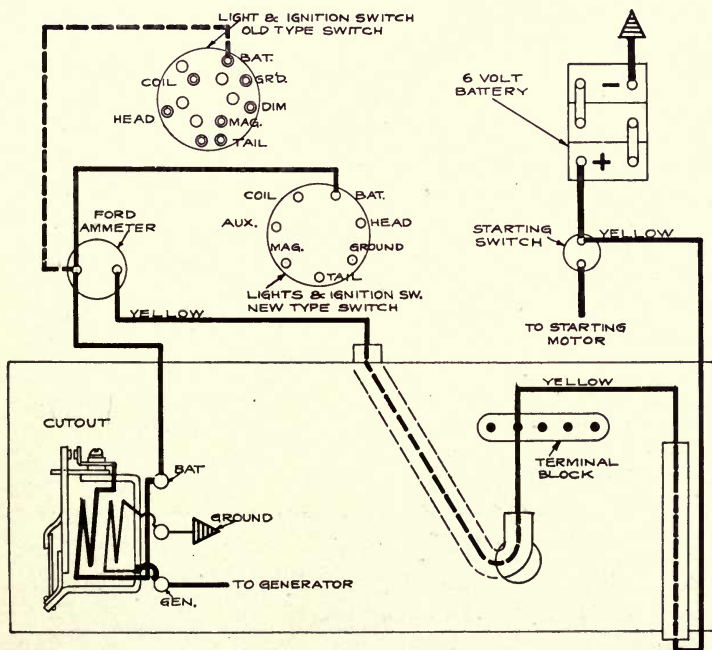 LIGHT & IGNITION SWITCH
OLD TYPE SWITCH
BAT.
COIL
GR'D.
DIM
HEAD
MAG.
TAIL
6 VOLT
BATTERY
-
+
FORD
AMMETER
COIL
BAT.
AUX.
HEAD
MAG.
GROUND
TAIL
LIGHTS & IGNITION SW.
NEW TYPE SWITCH
STARTING
SWITCH
YELLOW
YELLOW
TO STARTING
MOTOR
YELLOW
CUTOUT
TERMINAL
BLOCK
BAT
GROUND
TO GENERATOR
GEN.